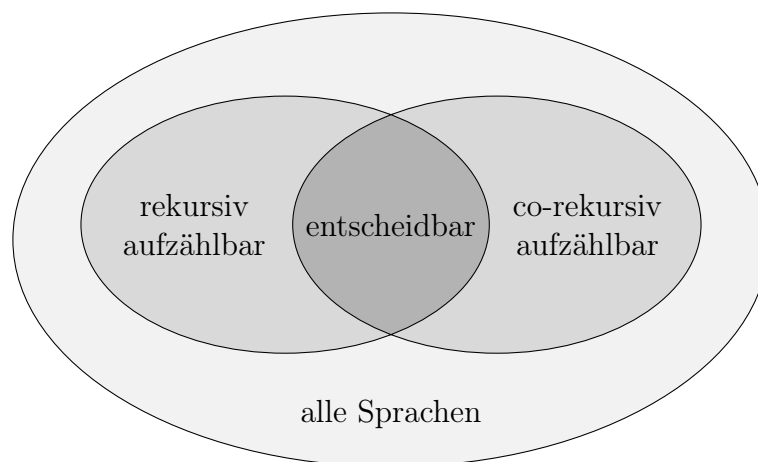 rekursiv
aufzählbar
entscheidbar
co-rekursiv
aufzählbar
alle Sprachen